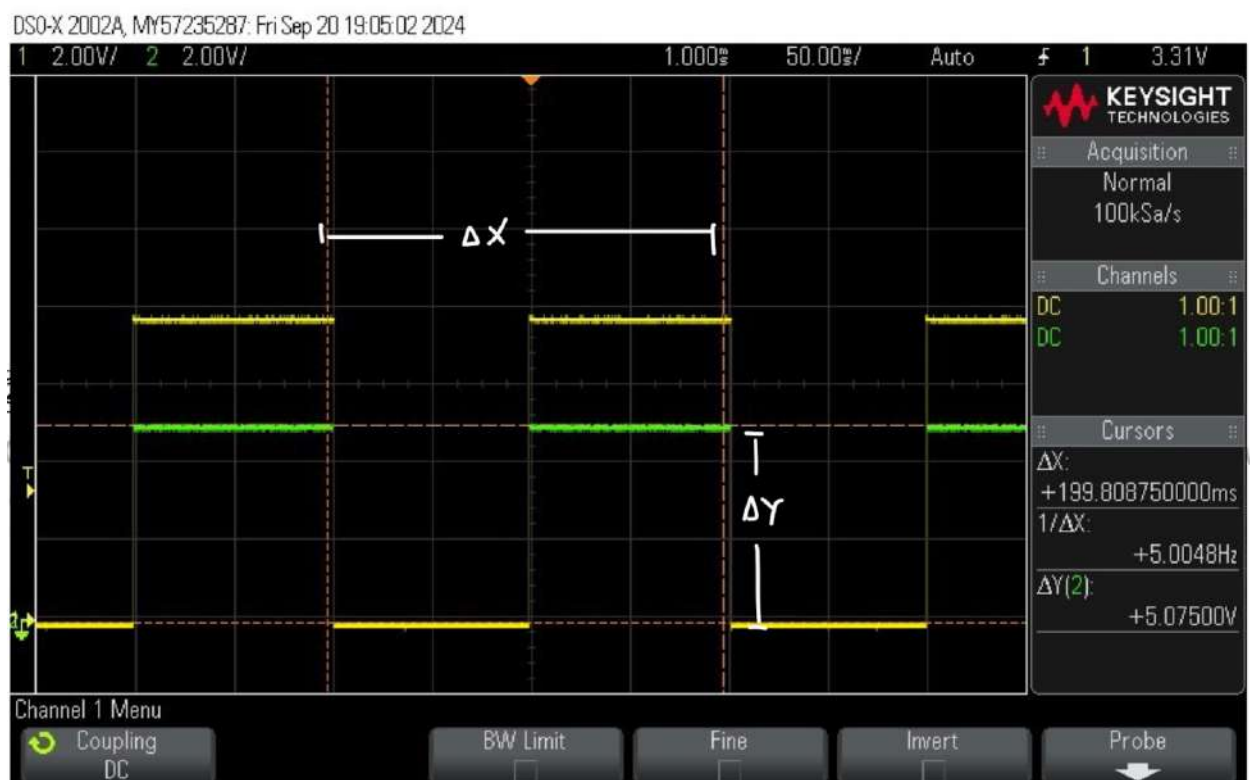 DSO-X 2002A, MY57235287: Fri Sep 20 19:05:02 2024
1 2.00V/ 2 2.00V/ 1.000s 50.00ms/ Auto 1 3.31V
KEYSIGHT
TECHNOLOGIES
Acquisition
Normal
100kSa/s
Channels
DC 1.00:1
DC 1.00:1
Cursors
ΔX:
+199.808750000ms
1/ΔX:
+5.0048Hz
ΔY(2):
+5.07500V
ΔX
ΔY
T
Channel 1 Menu
Coupling
DC
BW Limit
Fine
Invert
Probe